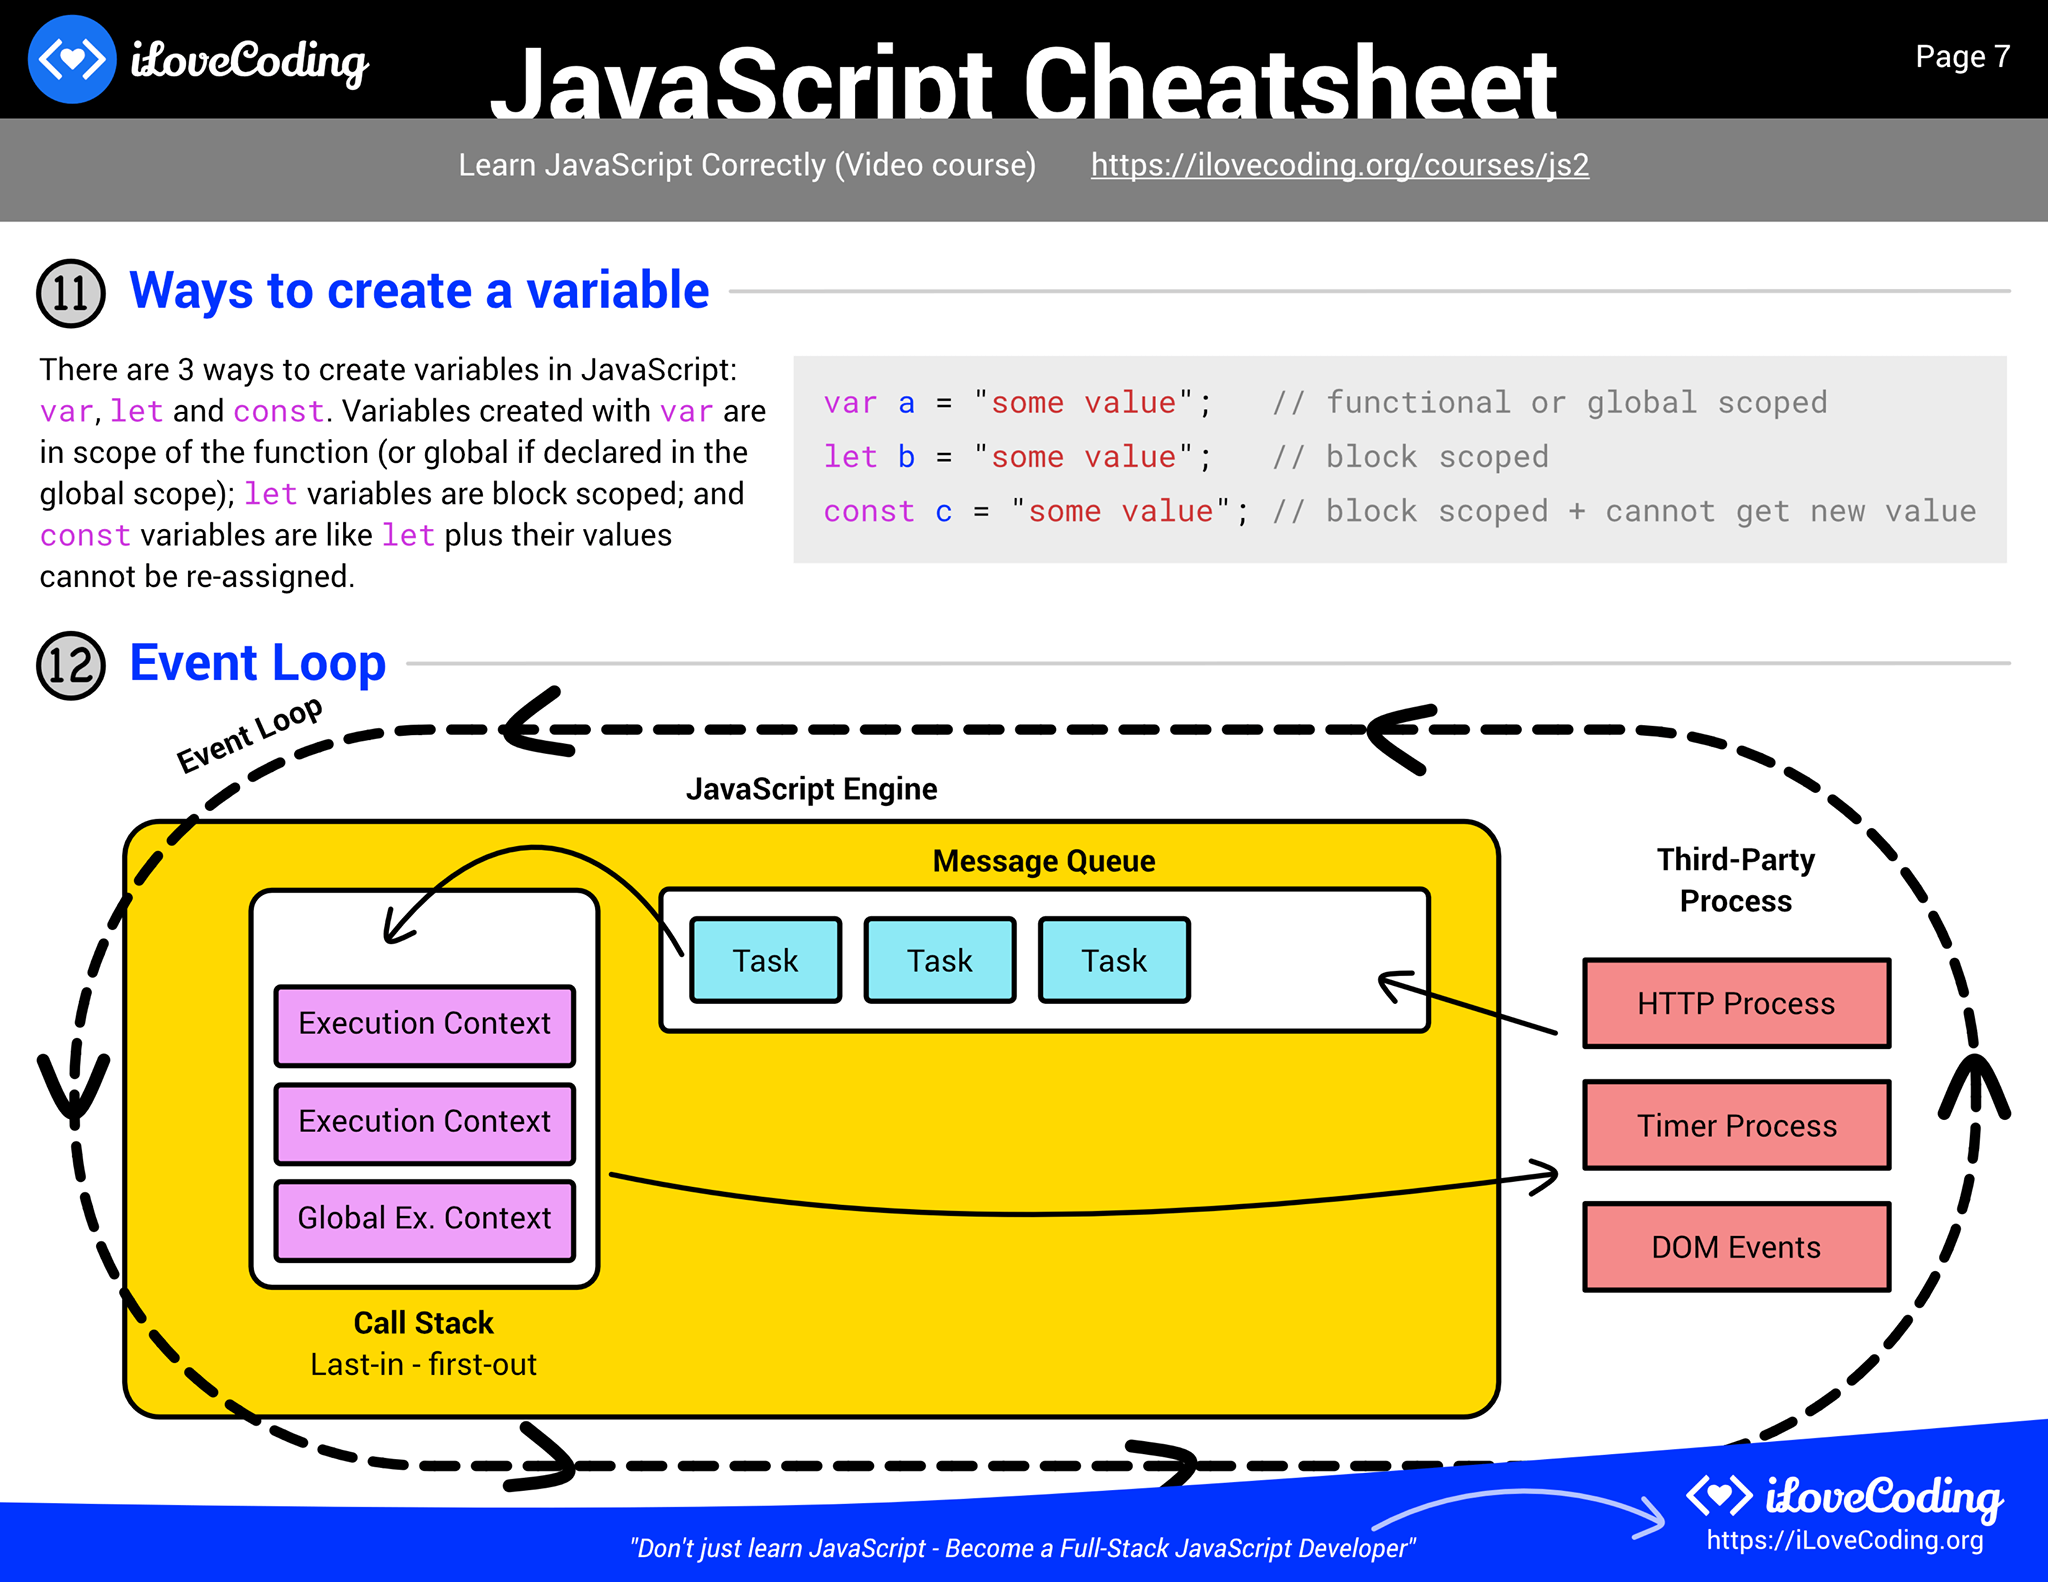 iLoveCoding
JavaScript Cheatsheet
Page 7
Learn JavaScript Correctly (Video course) https://ilovecoding.org/courses/js2
11 Ways to create a variable
There are 3 ways to create variables in JavaScript:
var, let and const. Variables created with var are
in scope of the function (or global if declared in the
global scope); let variables are block scoped; and
const variables are like let plus their values
cannot be re-assigned.
var a = "some value"; // functional or global scoped
let b = "some value"; // block scoped
const c = "some value"; // block scoped + cannot get new value
12 Event Loop
Event Loop
JavaScript Engine
Message Queue
Task Task Task
Execution Context
Execution Context
Global Ex. Context
Call Stack
Last-in - first-out
Third-Party
Process
HTTP Process
Timer Process
DOM Events
"Don't just learn JavaScript - Become a Full-Stack JavaScript Developer"
iLoveCoding
https://iLoveCoding.org